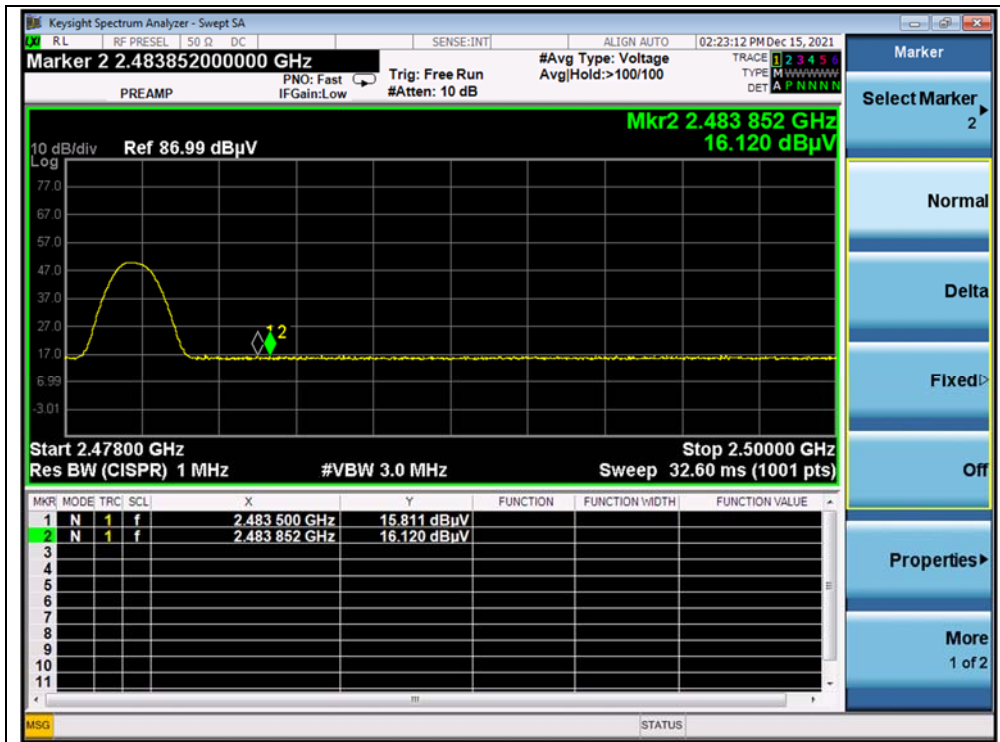 Keysight Spectrum Analyzer - Swept SA
LXI RL RF PRESEL 50 Ω DC SENSE:INT ALIGN AUTO 02:23:12 PM Dec 15, 2021
Marker 2 2.483852000000 GHz
PNO: Fast
IFGain:Low
PREAMP
Trig: Free Run
#Atten: 10 dB
#Avg Type: Voltage
Avg|Hold:>100/100
TRACE 1 2 3 4 5 6
TYPE M WWWWW
DET A P N N N N
Mkr2 2.483 852 GHz
16.120 dBµV
10 dB/div Ref 86.99 dBµV
Log
77.0
67.0
57.0
47.0
37.0
27.0
17.0
6.99
-3.01
1 2
Start 2.47800 GHz Stop 2.50000 GHz
Res BW (CISPR) 1 MHz #VBW 3.0 MHz Sweep 32.60 ms (1001 pts)
MKR MODE TRC SCL X Y FUNCTION FUNCTION WIDTH FUNCTION VALUE
1 N 1 f 2.483 500 GHz 15.811 dBµV
2 N 1 f 2.483 852 GHz 16.120 dBµV
3
4
5
6
7
8
9
10
11
MSG STATUS
Marker
Select Marker
2
Normal
Delta
Fixed
Off
Properties
More
1 of 2